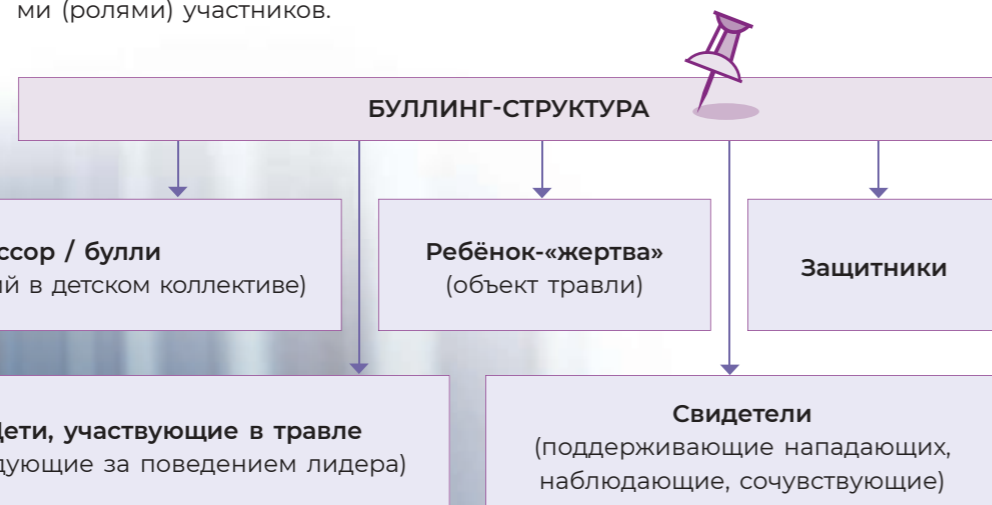 ми (ролями) участников.
БУЛЛИНГ-СТРУКТУРА
ссор / булли
ий в детском коллективе)
Ребёнок-«жертва»
(объект травли)
Защитники
Дети, участвующие в травле
дующие за поведением лидера)
Свидетели
(поддерживающие нападающих,
наблюдающие, сочувствующие)